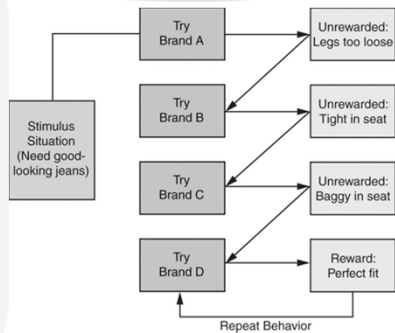 Try
Brand A
Unrewarded:
Legs too loose
Try
Brand B
Unrewarded:
Tight in seat
Stimulus
Situation
(Need good-
looking jeans)
Try
Brand C
Unrewarded:
Baggy in seat
Try
Brand D
Reward:
Perfect fit
Repeat Behavior